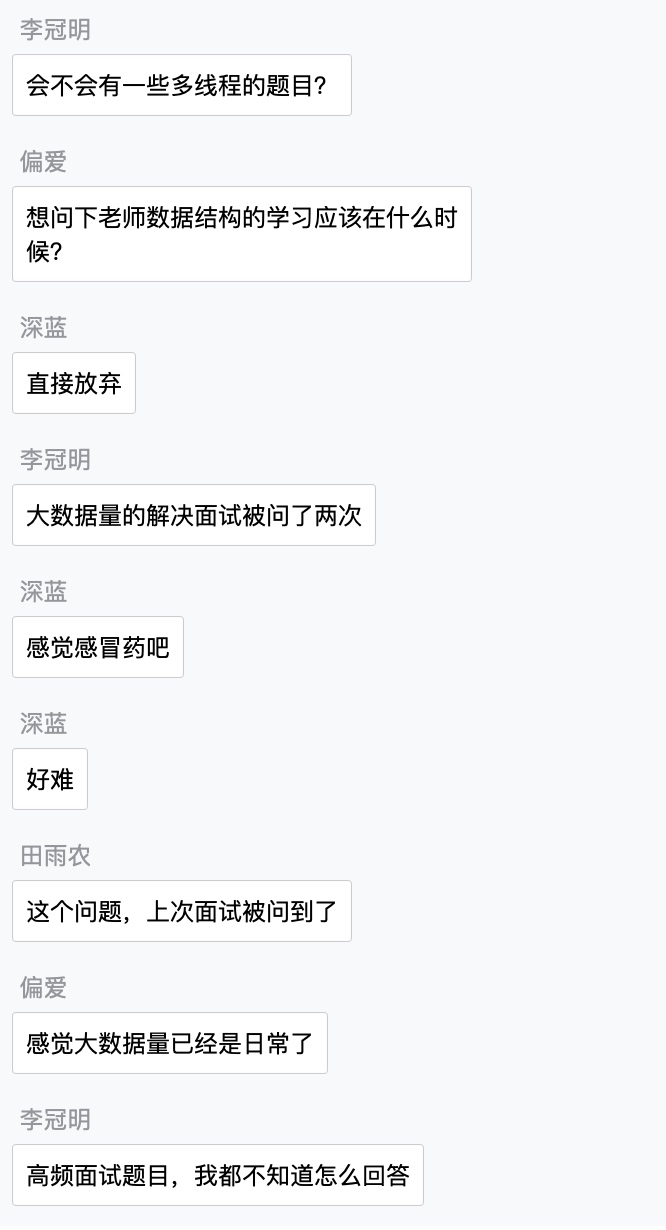 李冠明
会不会有一些多线程的题目？
偏爱
想问下老师数据结构的学习应该在什么时
候？
深蓝
直接放弃
李冠明
大数据量的解决面试被问了两次
深蓝
感觉感冒药吧
深蓝
好难
田雨农
这个问题，上次面试被问到了
偏爱
感觉大数据量已经是日常了
李冠明
高频面试题目，我都不知道怎么回答